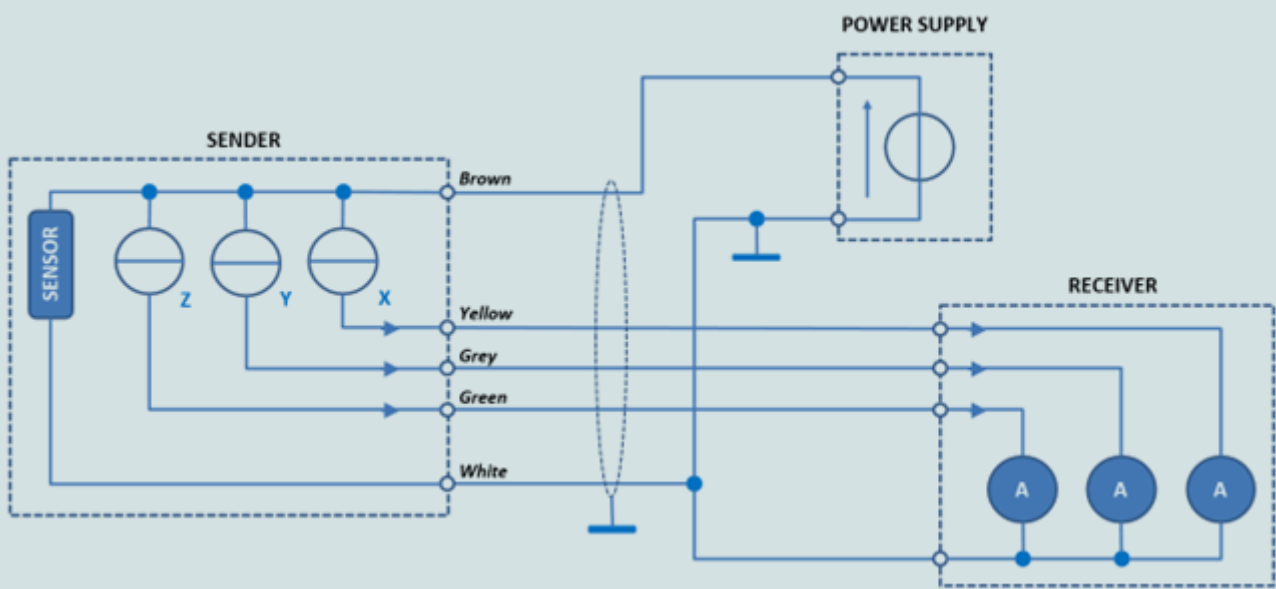 POWER SUPPLY
SENDER
Brown
SENSOR
Z
Y
X
RECEIVER
Yellow
Grey
Green
White
A
A
A